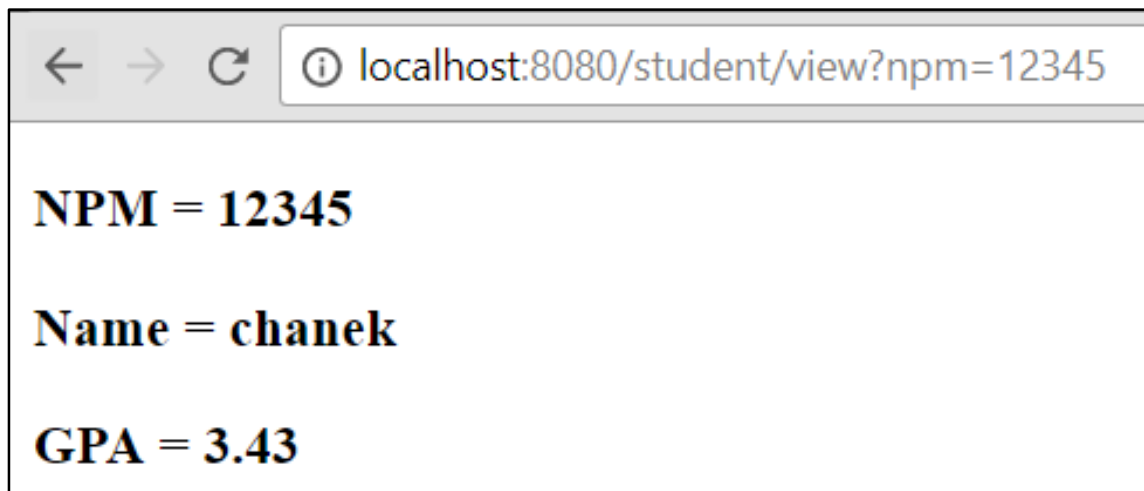 localhost:8080/student/view?npm=12345
NPM = 12345
Name = chanek
GPA = 3.43